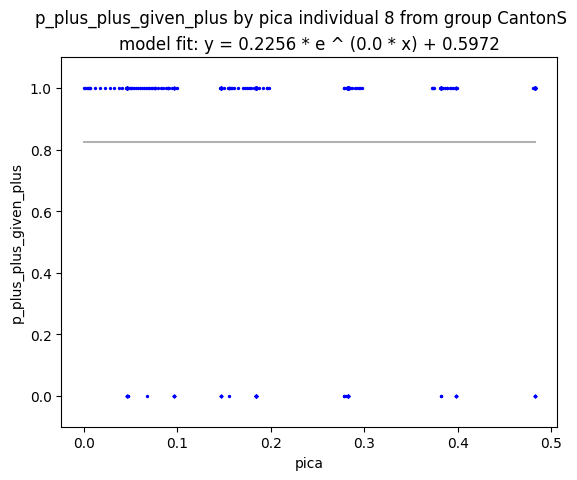 p_plus_plus_given_plus by pica individual 8 from group CantonS
model fit: y = 0.2256 * e ^ (0.0 * x) + 0.5972
p_plus_plus_given_plus
1.0
0.8
0.6
0.4
0.2
0.0
0.0 0.1 0.2 0.3 0.4 0.5
pica